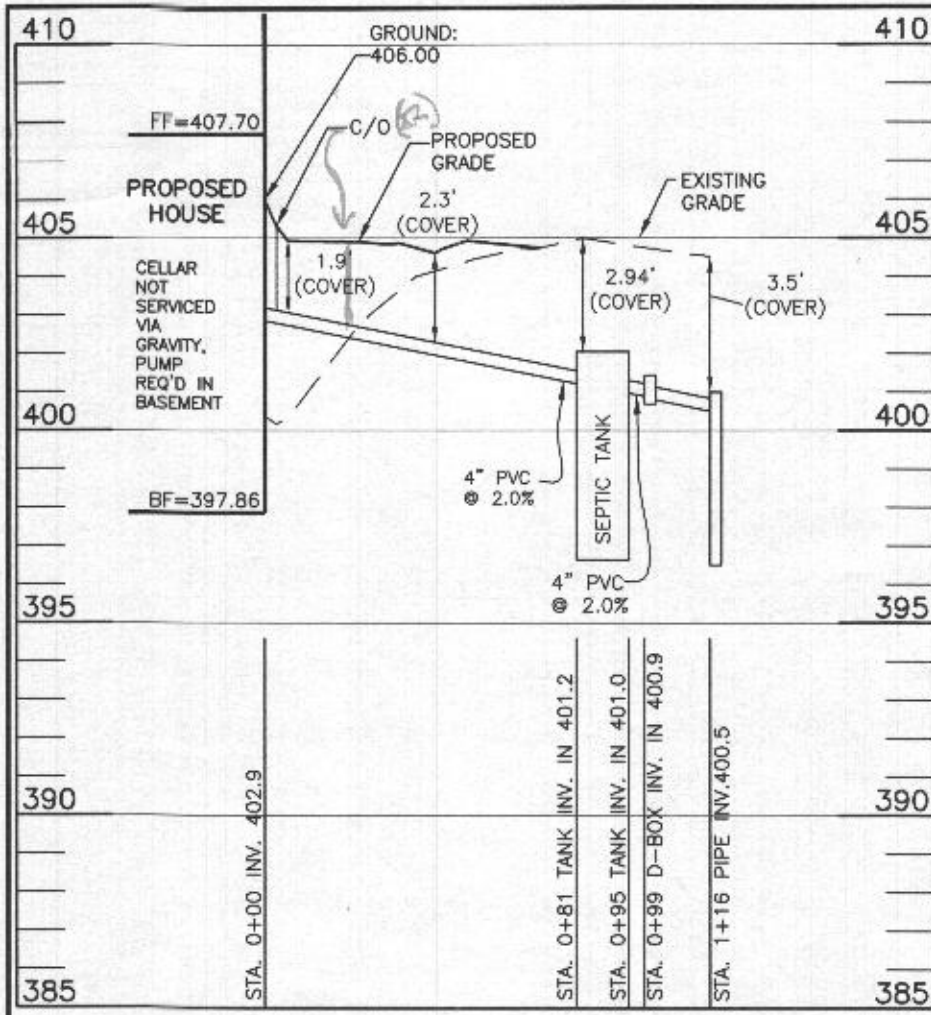 410
410
GROUND:
406.00
FF=407.70
C/O
PROPOSED
GRADE
PROPOSED
HOUSE
2.3'
(COVER)
EXISTING
GRADE
405
405
CELLAR
NOT
SERVICED
VIA
GRAVITY,
PUMP
REQ'D IN
BASEMENT
1.9'
(COVER)
2.94'
(COVER)
3.5'
(COVER)
400
400
4" PVC
@ 2.0%
SEPTIC TANK
BF=397.86
4" PVC
@ 2.0%
395
395
390
390
STA. 0+00 INV. 402.9
STA. 0+81 TANK INV. IN 401.2
STA. 0+95 TANK INV. IN 401.0
STA. 0+99 D-BOX INV. IN 400.9
STA. 1+16 PIPE INV.400.5
385
385